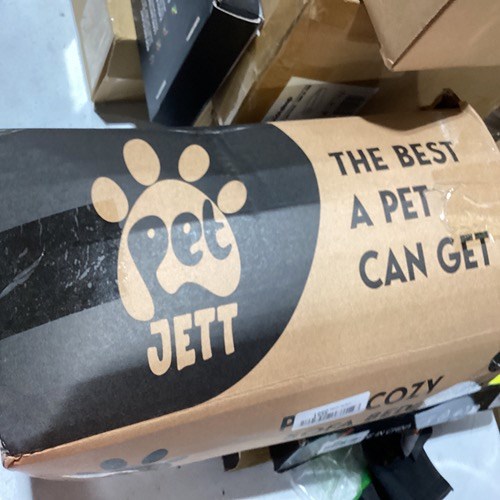 pet
JETT
THE BEST
A PET
CAN GET
COZY